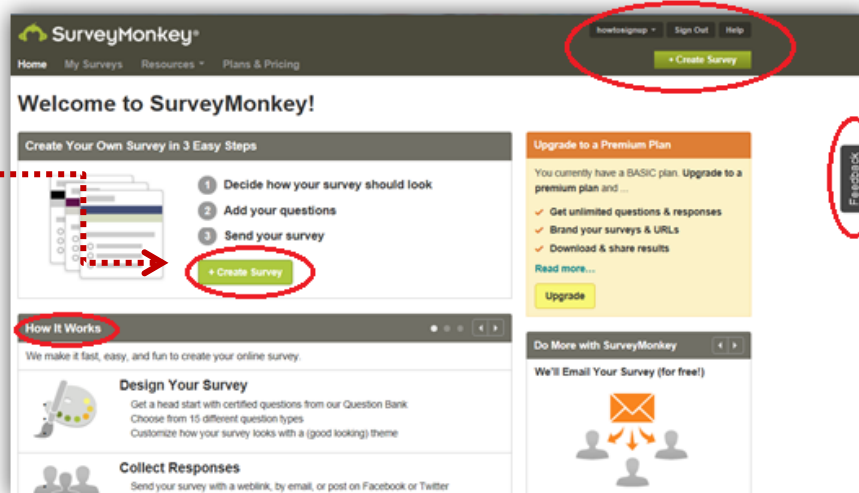 SurveyMonkey®
howtosignup Sign Out Help
+ Create Survey
Home My Surveys Resources Plans & Pricing
Welcome to SurveyMonkey!
Create Your Own Survey in 3 Easy Steps
1 Decide how your survey should look
2 Add your questions
3 Send your survey
+ Create Survey
Upgrade to a Premium Plan
You currently have a BASIC plan. Upgrade to a
premium plan and ...
Get unlimited questions & responses
Brand your surveys & URLs
Download & share results
Read more...
Upgrade
Feedback
How It Works
We make it fast, easy, and fun to create your online survey.
Design Your Survey
Get a head start with certified questions from our Question Bank
Choose from 15 different question types
Customize how your survey looks with a (good looking) theme
Collect Responses
Send your survey with a weblink, by email, or post on Facebook or Twitter
Do More with SurveyMonkey
We'll Email Your Survey (for free!)